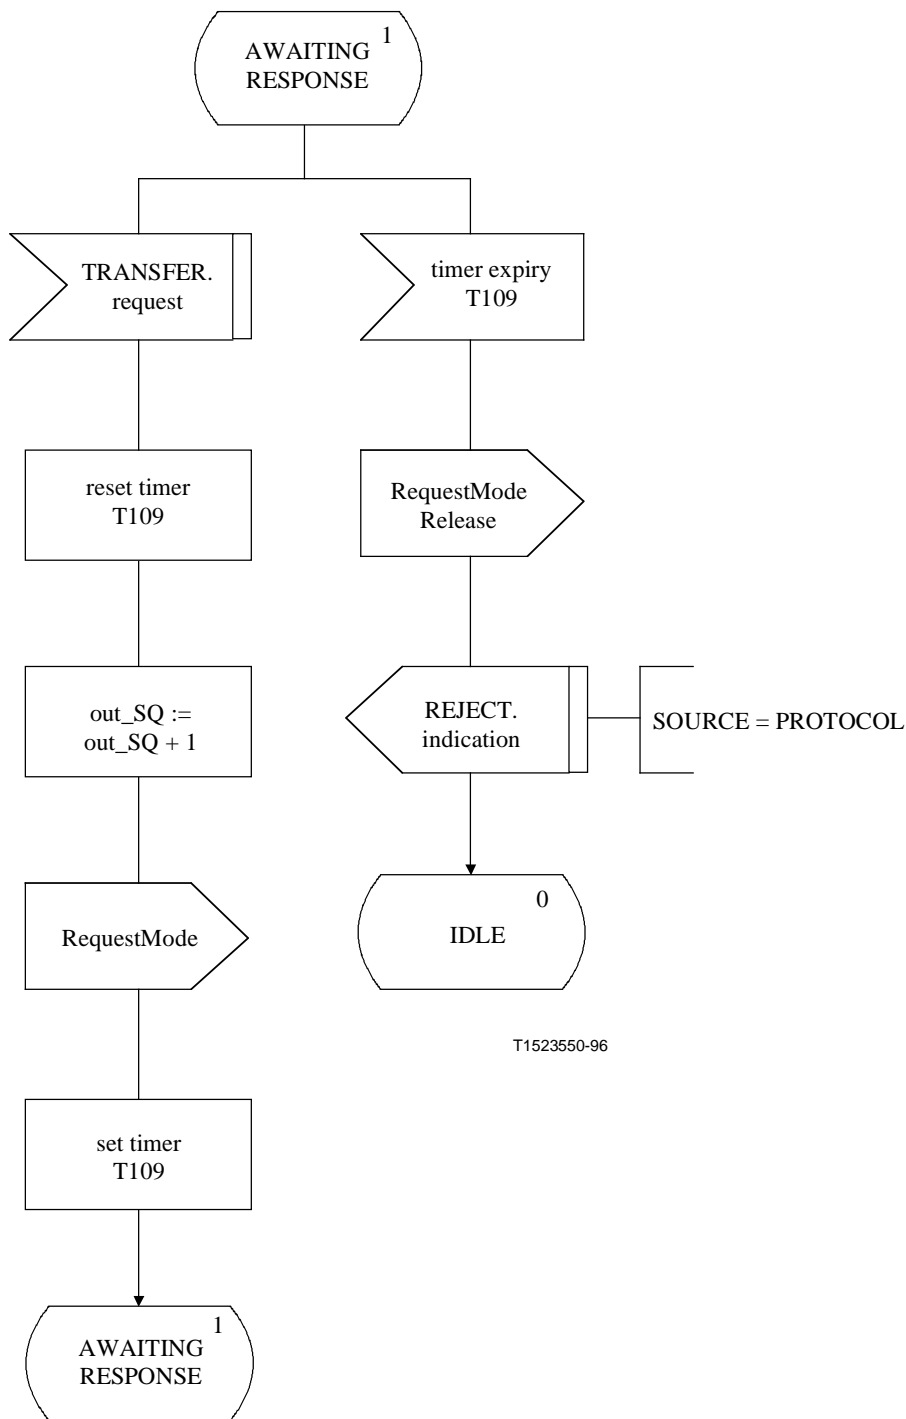 1
AWAITING
RESPONSE
TRANSFER.
request
timer expiry
T109
reset timer
T109
RequestMode
Release
out_SQ :=
out_SQ + 1
REJECT.
indication
SOURCE = PROTOCOL
RequestMode
0
IDLE
T1523550-96
set timer
T109
1
AWAITING
RESPONSE